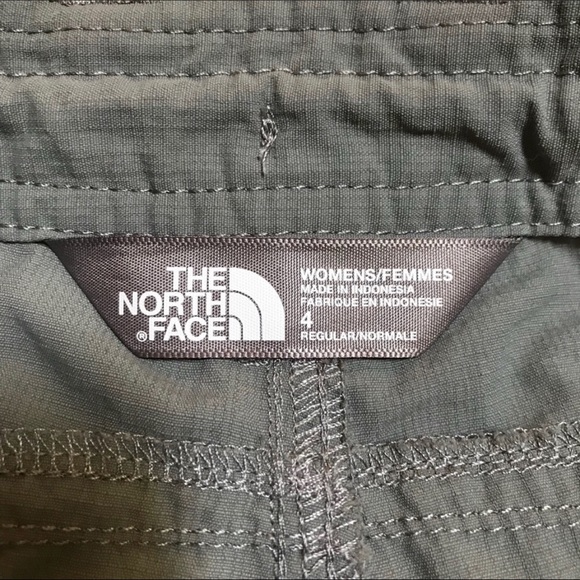 THE
NORTH
®FACE
WOMENS/FEMMES
MADE IN INDONESIA
FABRIQUE EN INDONESIE
4
REGULAR/NORMALE